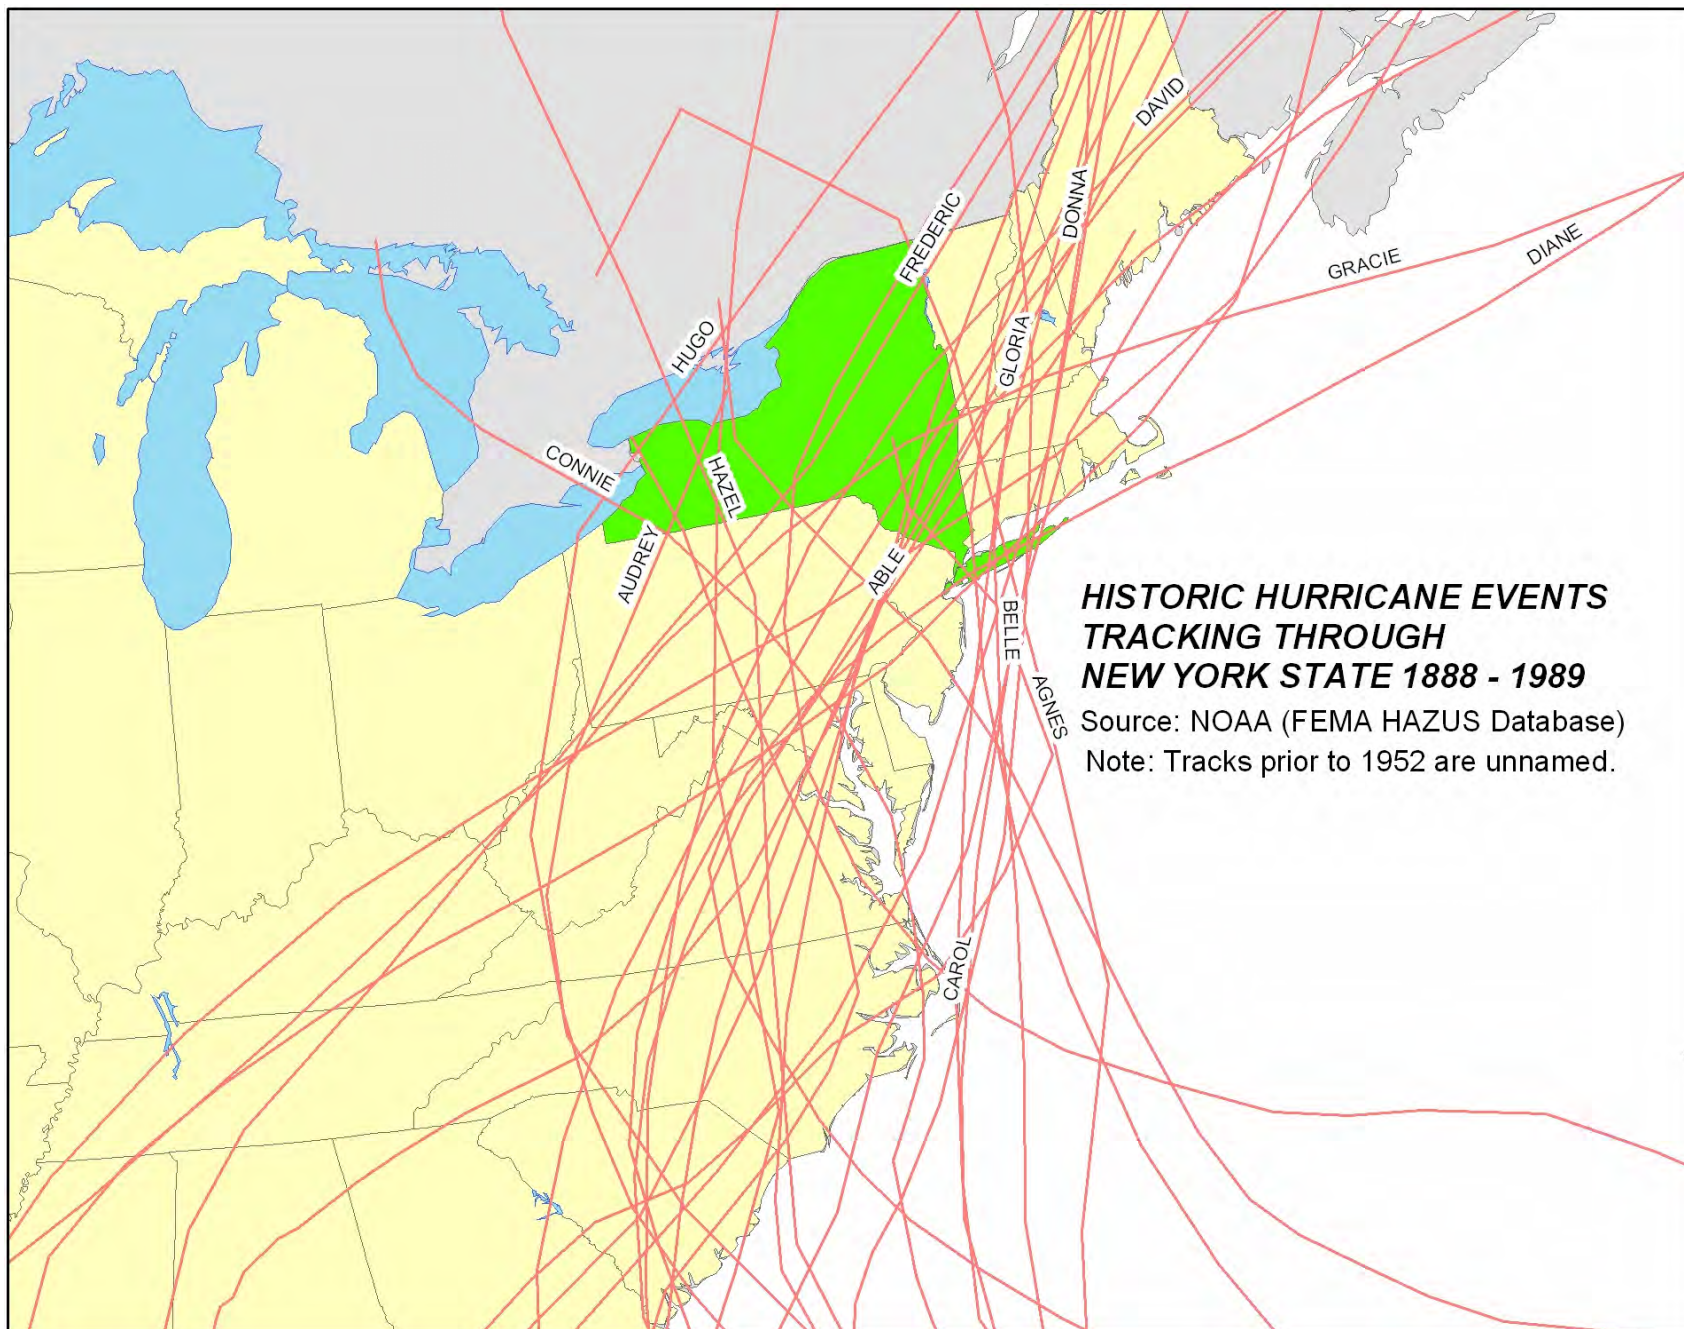 DAVID
DONNA
FREDERIC
GRACIE
DIANE
HUGO
GLORIA
CONNIE
HAZEL
AUDREY
ABLE
BELLE
AGNES
CAROL
HISTORIC HURRICANE EVENTS
TRACKING THROUGH
NEW YORK STATE 1888 - 1989
Source: NOAA (FEMA HAZUS Database)
Note: Tracks prior to 1952 are unnamed.